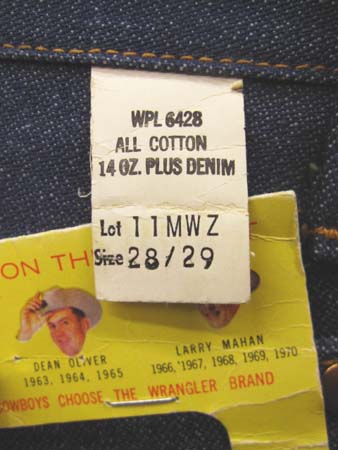 WPL 6428
ALL COTTON
14 OZ. PLUS DENIM
Lot 11MWZ
Size 28/29
ON TH
DEAN OLIVER
1963, 1964, 1965
LARRY MAHAN
1966, 1967, 1968, 1969, 1970
OWBOYS CHOOSE THE WRANGLER BRAND